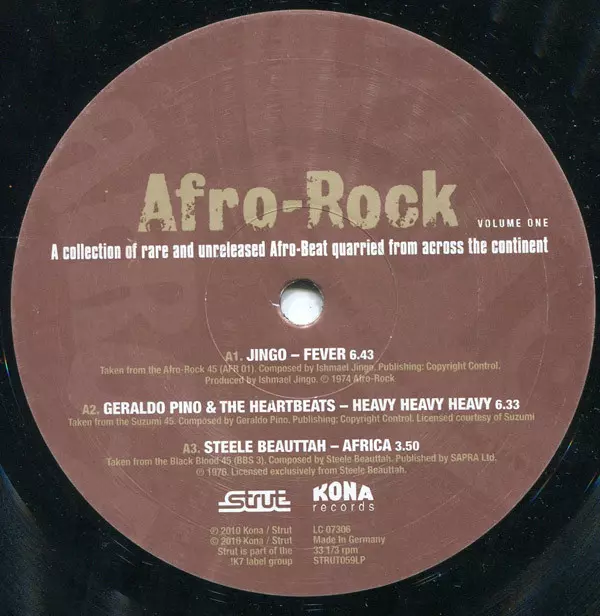 Afro-Rock
VOLUME ONE
A collection of rare and unreleased Afro-Beat quarried from across the continent
A1. JINGO – FEVER 6.43
Taken from the Afro-Rock 45 (AFR 01). Composed by Ishmael Jingo. Publishing: Copyright Control.
Produced by Ishmael Jingo. ℗ 1974 Afro-Rock
A2. GERALDO PINO & THE HEARTBEATS – HEAVY HEAVY HEAVY 6.33
Taken from the Suzumi 45. Composed by Geraldo Pino. Publishing: Copyright Control. Licensed courtesy of Suzumi
A3. STEELE BEAUTTAH – AFRICA 3.50
Taken from the Black Blood 45 (BBS 3). Composed by Steele Beauttah. Published by SAPRA Ltd.
℗ 1976. Licensed exclusively from Steele Beauttah.
Strut
KONA
records
℗ 2010 Kona / Strut
© 2010 Kona / Strut
Strut is part of the
!K7 label group
LC 07306
Made In Germany
33 1/3 rpm
STRUT059LP